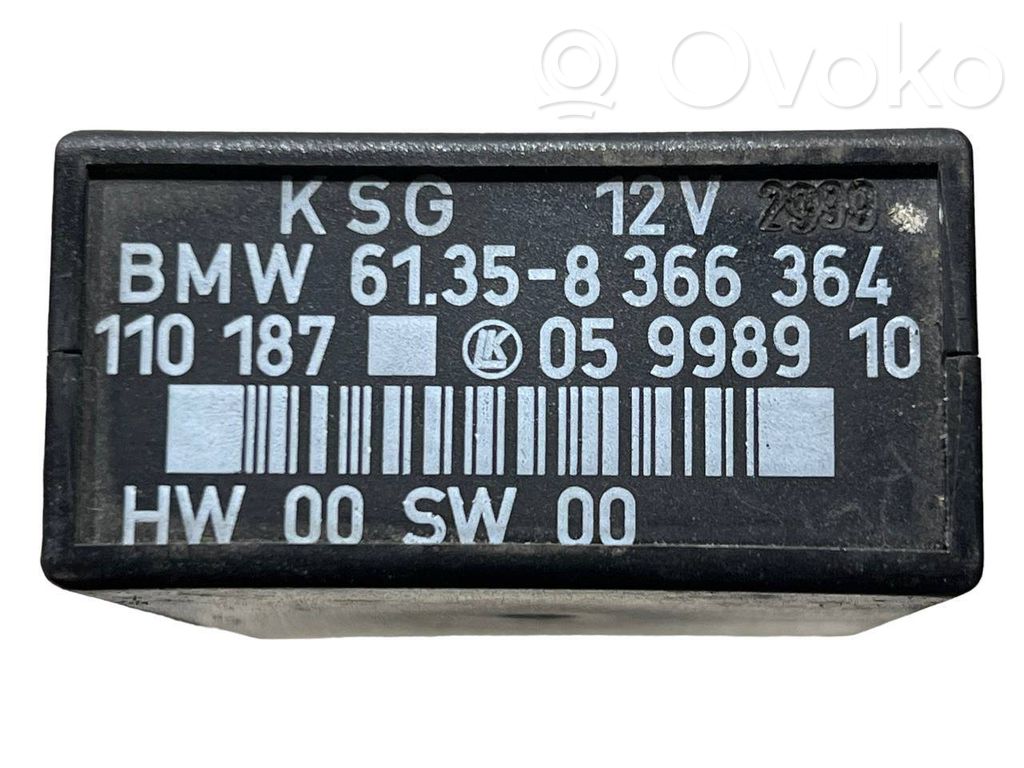 Ovoko
KSG 12V 2999
BMW 61.35-8 366 364
110 187 LK 05 9989 10
HW 00 SW 00